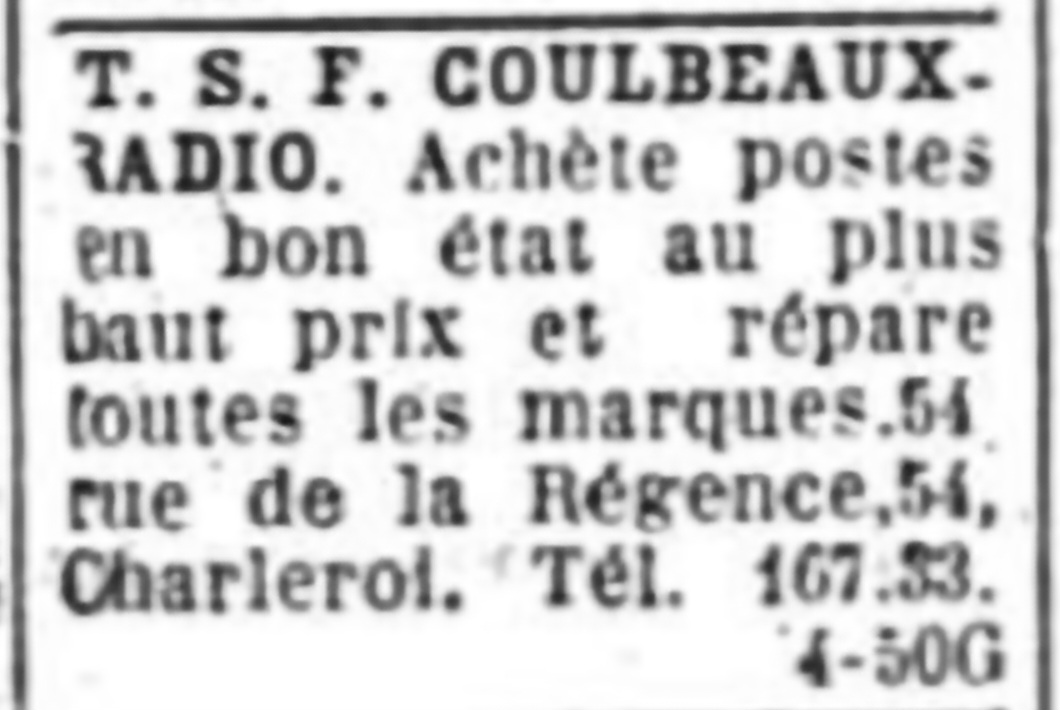 T. S. F. COULBEAUX-
RADIO. Achète postes
en bon état au plus
haut prix et répare
toutes les marques.54
rue de la Régence,54,
Charleroi. Tél. 167.33.
4-50G